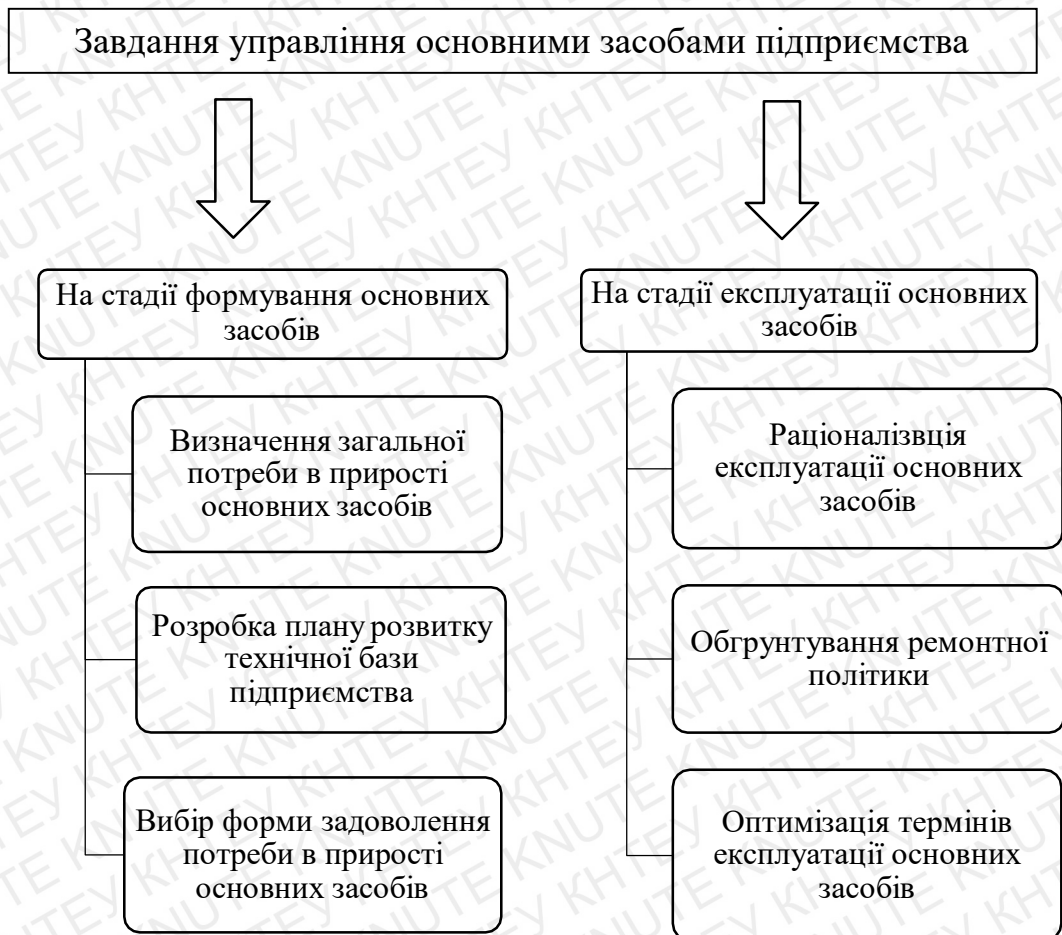 Завдання управління основними засобами підприємства
На стадії формування основних
засобів
Визначення загальної
потреби в прирості
основних засобів
Розробка плану розвитку
технічної бази
підприємства
Вибір форми задоволення
потреби в прирості
основних засобів
На стадії експлуатації основних
засобів
Раціоналізвція
експлуатації основних
засобів
Обгрунтування ремонтної
політики
Оптимізація термінів
експлуатації основних
засобів